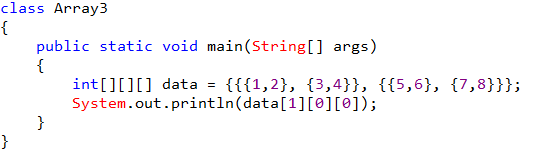 class Array3
{
    public static void main(String[] args)
    {
        int[][][] data = {{{1,2}, {3,4}}, {{5,6}, {7,8}}};
        System.out.println(data[1][0][0]);
    }
}